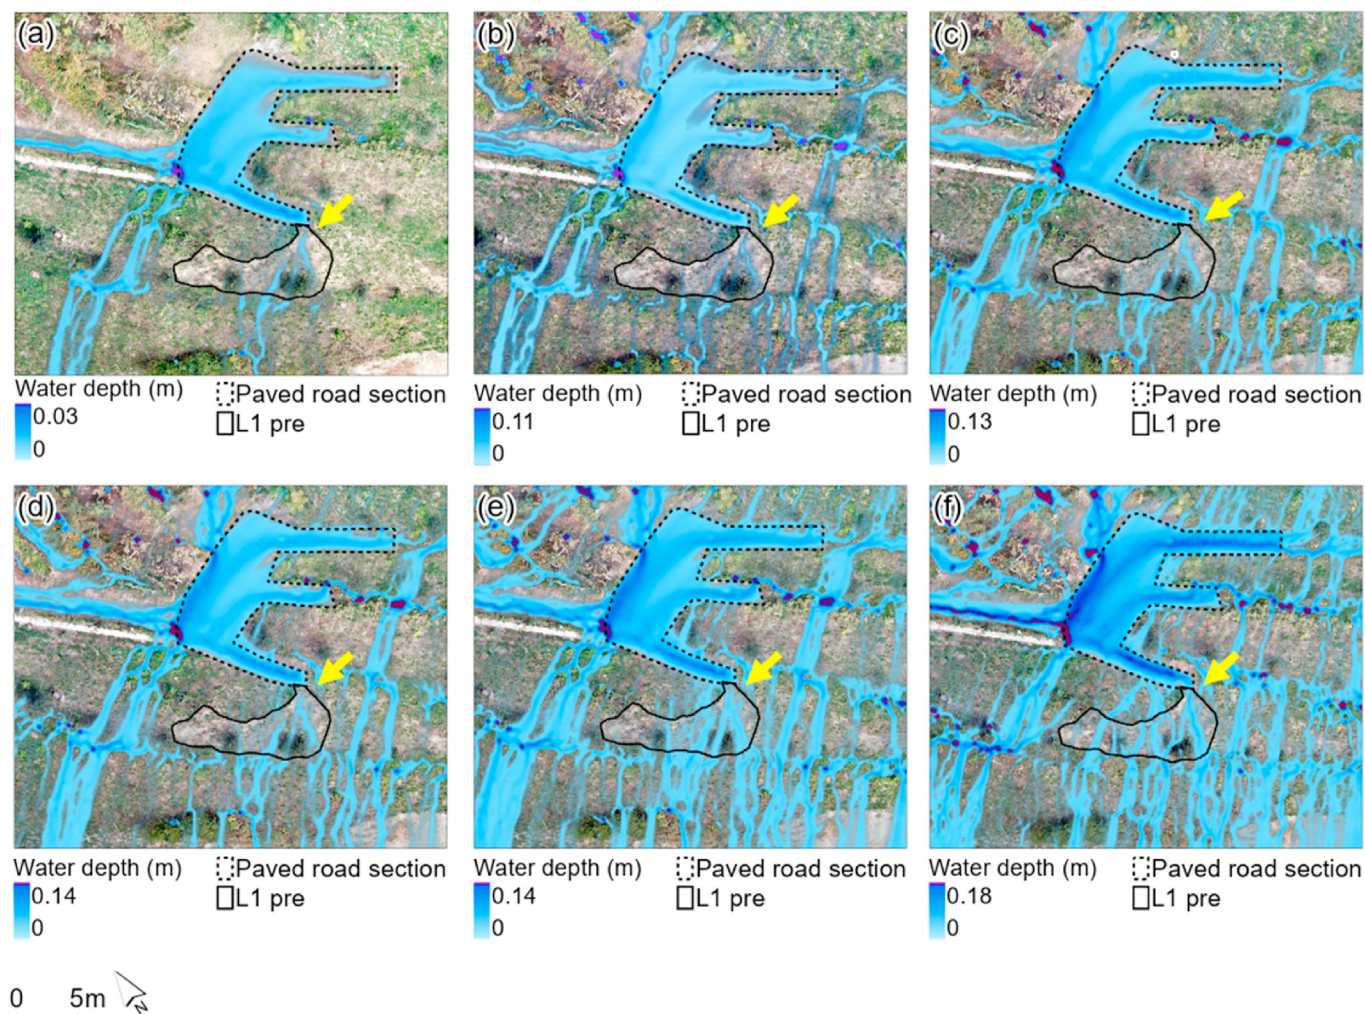 (a) (b) (c)
Water depth (m) Paved road section Water depth (m) Paved road section Water depth (m) Paved road section
0.03 L1 pre 0.11 L1 pre 0.13 L1 pre
0 0 0
(d) (e) (f)
Water depth (m) Paved road section Water depth (m) Paved road section Water depth (m) Paved road section
0.14 L1 pre 0.14 L1 pre 0.18 L1 pre
0 0 0
0 5m N